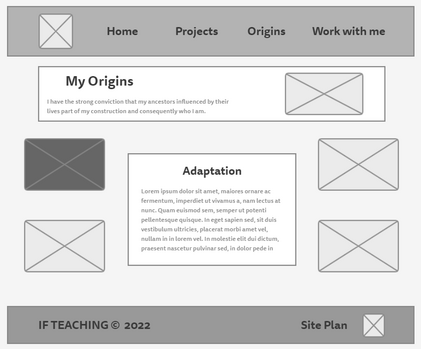 Home Projects Origins Work with me
My Origins
I have the strong conviction that my ancestors influenced by their
lives part of my construction and consequently who I am.
Adaptation
Lorem ipsum dolor sit amet, maiores ornare ac
fermentum, imperdiet ut vivamus a, nam lectus at
nunc. Quam euismod sem, semper ut potenti
pellentesque quisque. In eget sapien sed, sit duis
vestibulum ultricies, placerat morbi amet vel,
nullam in in lorem vel. In molestie elit dui dictum,
praesent nascetur pulvinar sed, in dolor pede in
IF TEACHING © 2022
Site Plan